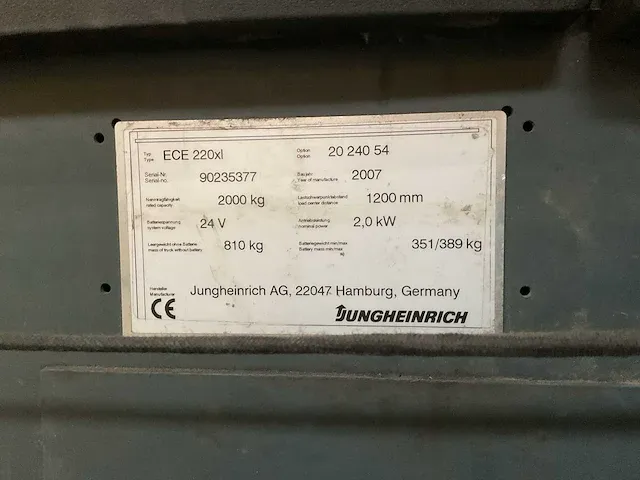 Typ ECE 220xl Option 20 240 54
Type Option
Serial-Nr. 90235377 Baujahr 2007
Serial-no. Year of manufacture
Nenntragfähigkeit 2000 kg Lastschwerpunktabstand 1200 mm
rated capacity load center distance
Batteriespannung 24 V Antriebsleistung 2,0 kW
system voltage nominal power
Leergewicht ohne Batterie 810 kg Batteriegewicht min/max 351/389 kg
mass of truck without battery Battery mass min/max
kg
Hersteller Jungheinrich AG, 22047 Hamburg, Germany
Manufacturer
CE JUNGHEINRICH